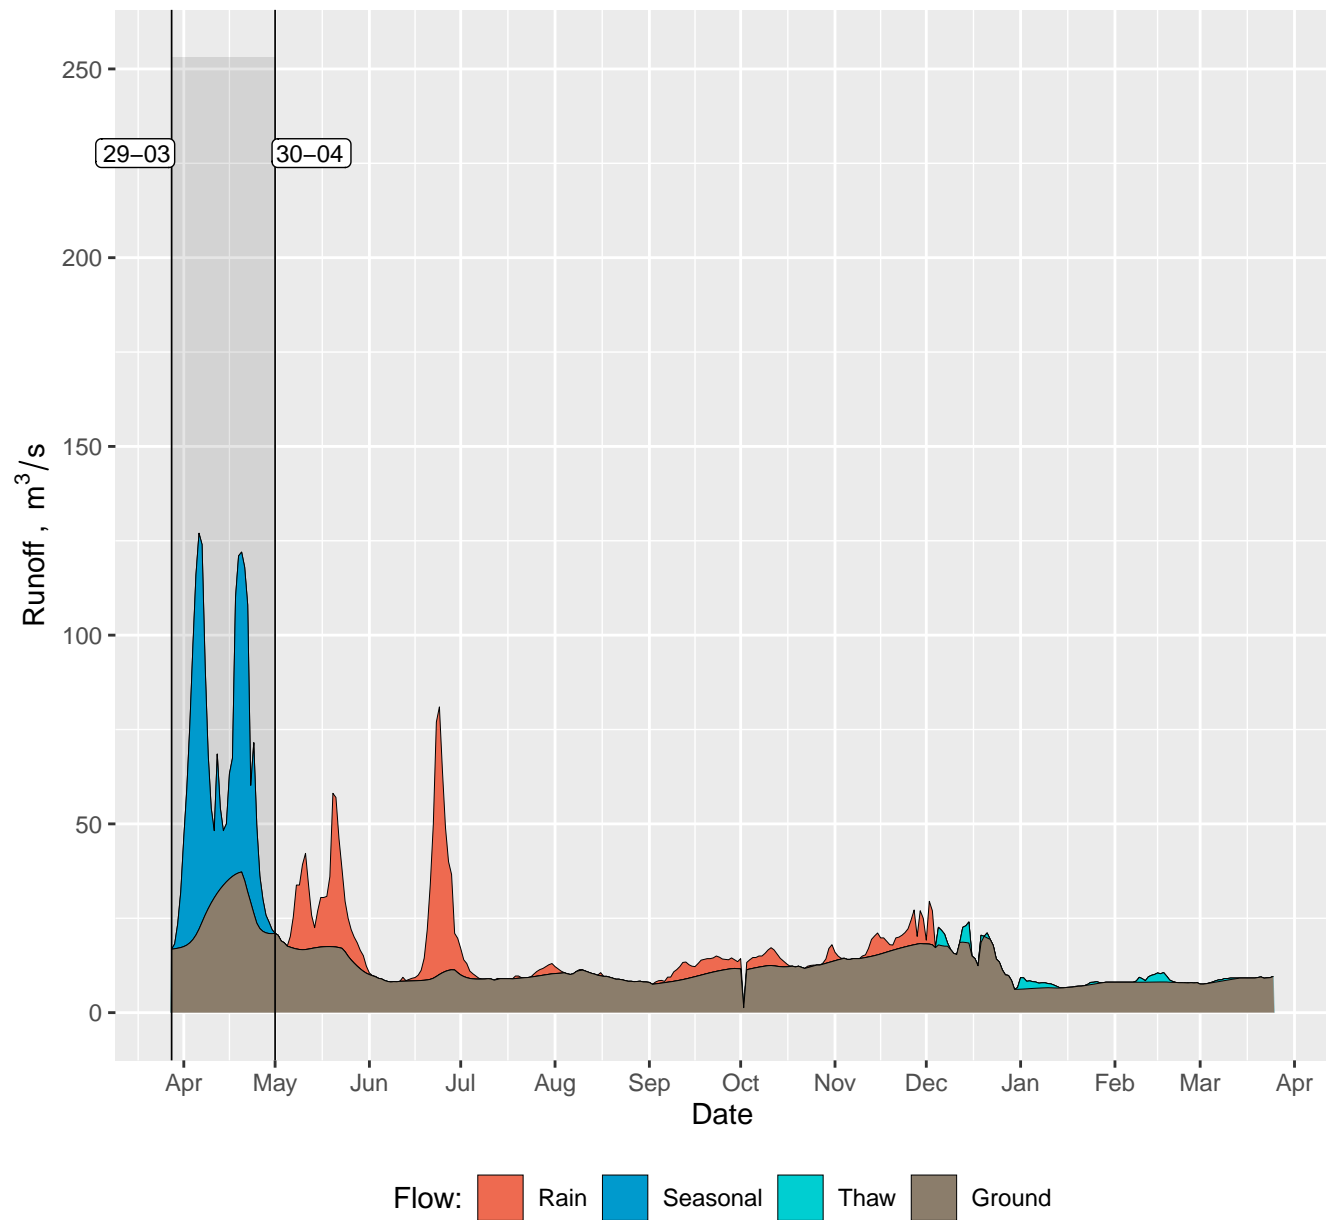 250
200
150
100
50
0
Runoff , m³/s
29−03
30−04
Apr May Jun Jul Aug Sep Oct Nov Dec Jan Feb Mar Apr
Date
Flow: Rain Seasonal Thaw Ground